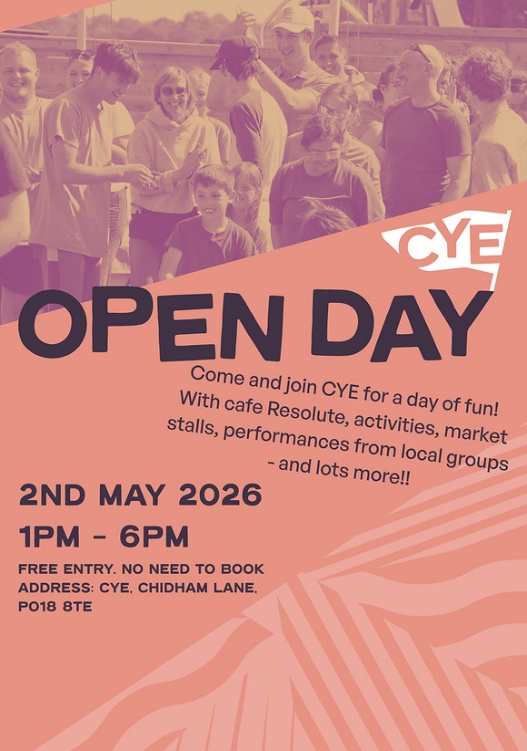 CYE
OPEN DAY
Come and join CYE for a day of fun!
With cafe Resolute, activities, market
stalls, performances from local groups
- and lots more!!
2ND MAY 2026
1PM - 6PM
FREE ENTRY. NO NEED TO BOOK
ADDRESS: CYE, CHIDHAM LANE,
PO18 8TE